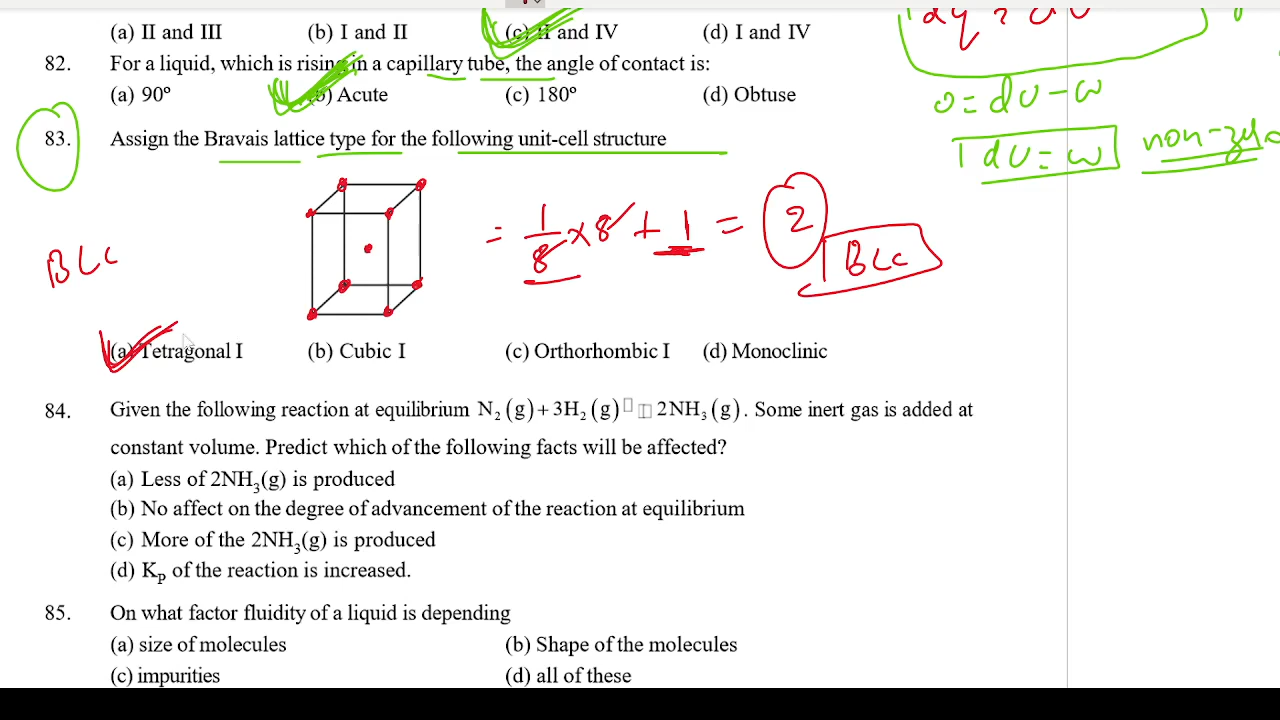 (a) II and III (b) I and II (c) II and IV (d) I and IV
82. For a liquid, which is rising in a capillary tube, the angle of contact is:
(a) 90º (b) Acute (c) 180º (d) Obtuse
0 = dU - w
dU = w non-zero
83. Assign the Bravais lattice type for the following unit-cell structure
= 1/8 x 8 + 1 = 2
BCC
BCC
(a) Tetragonal I (b) Cubic I (c) Orthorhombic I (d) Monoclinic
84. Given the following reaction at equilibrium N₂(g)+3H₂(g) 2NH₃(g). Some inert gas is added at
constant volume. Predict which of the following facts will be affected?
(a) Less of 2NH₃(g) is produced
(b) No affect on the degree of advancement of the reaction at equilibrium
(c) More of the 2NH₃(g) is produced
(d) Kₚ of the reaction is increased.
85. On what factor fluidity of a liquid is depending
(a) size of molecules (b) Shape of the molecules
(c) impurities (d) all of these